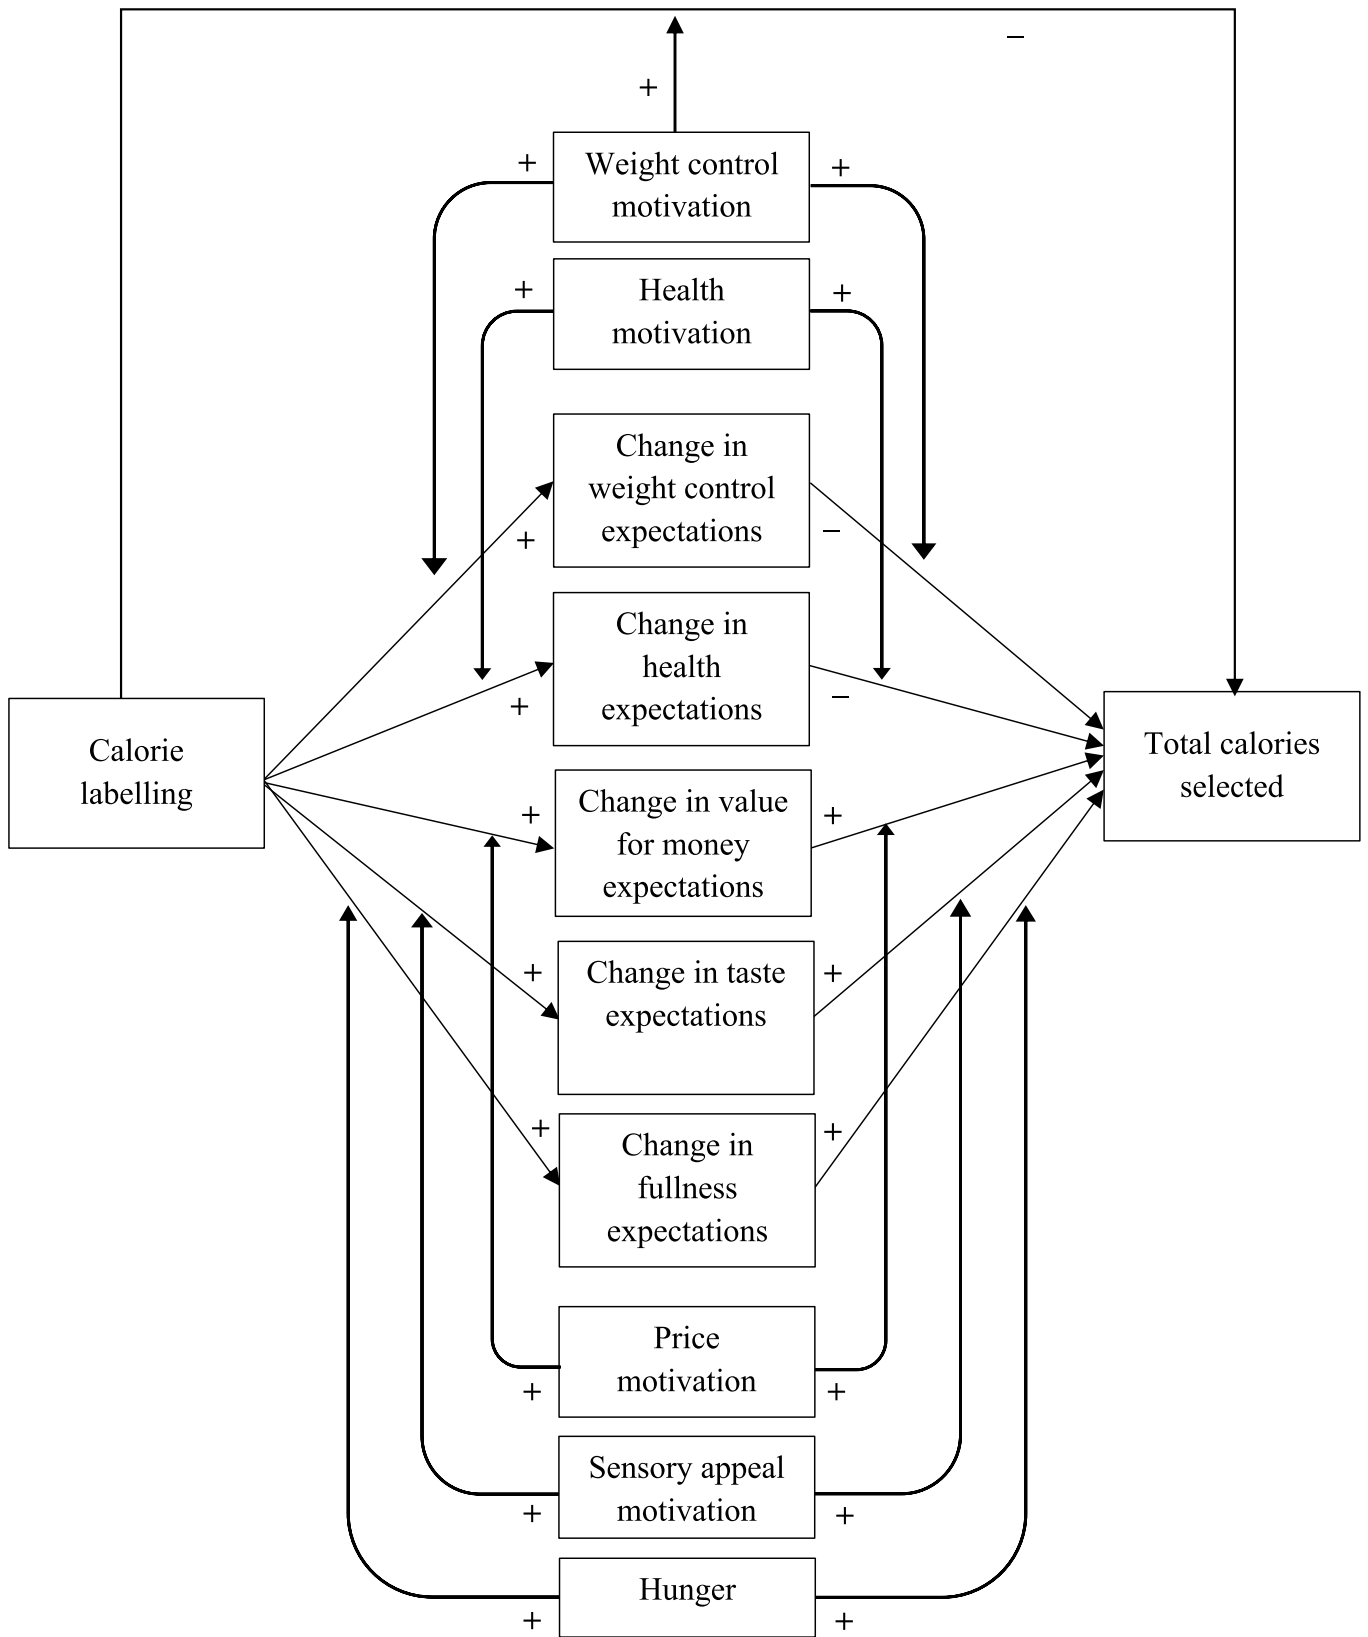 –
+
+
Weight control
motivation
+
+
Health
motivation
+
Change in
weight control
expectations
+
–
Change in
health
expectations
+
–
Calorie
labelling
Total calories
selected
+
Change in value
for money
expectations
+
+
Change in taste
expectations
+
+
Change in
fullness
expectations
+
Price
motivation
+
+
Sensory appeal
motivation
+
+
Hunger
+
+